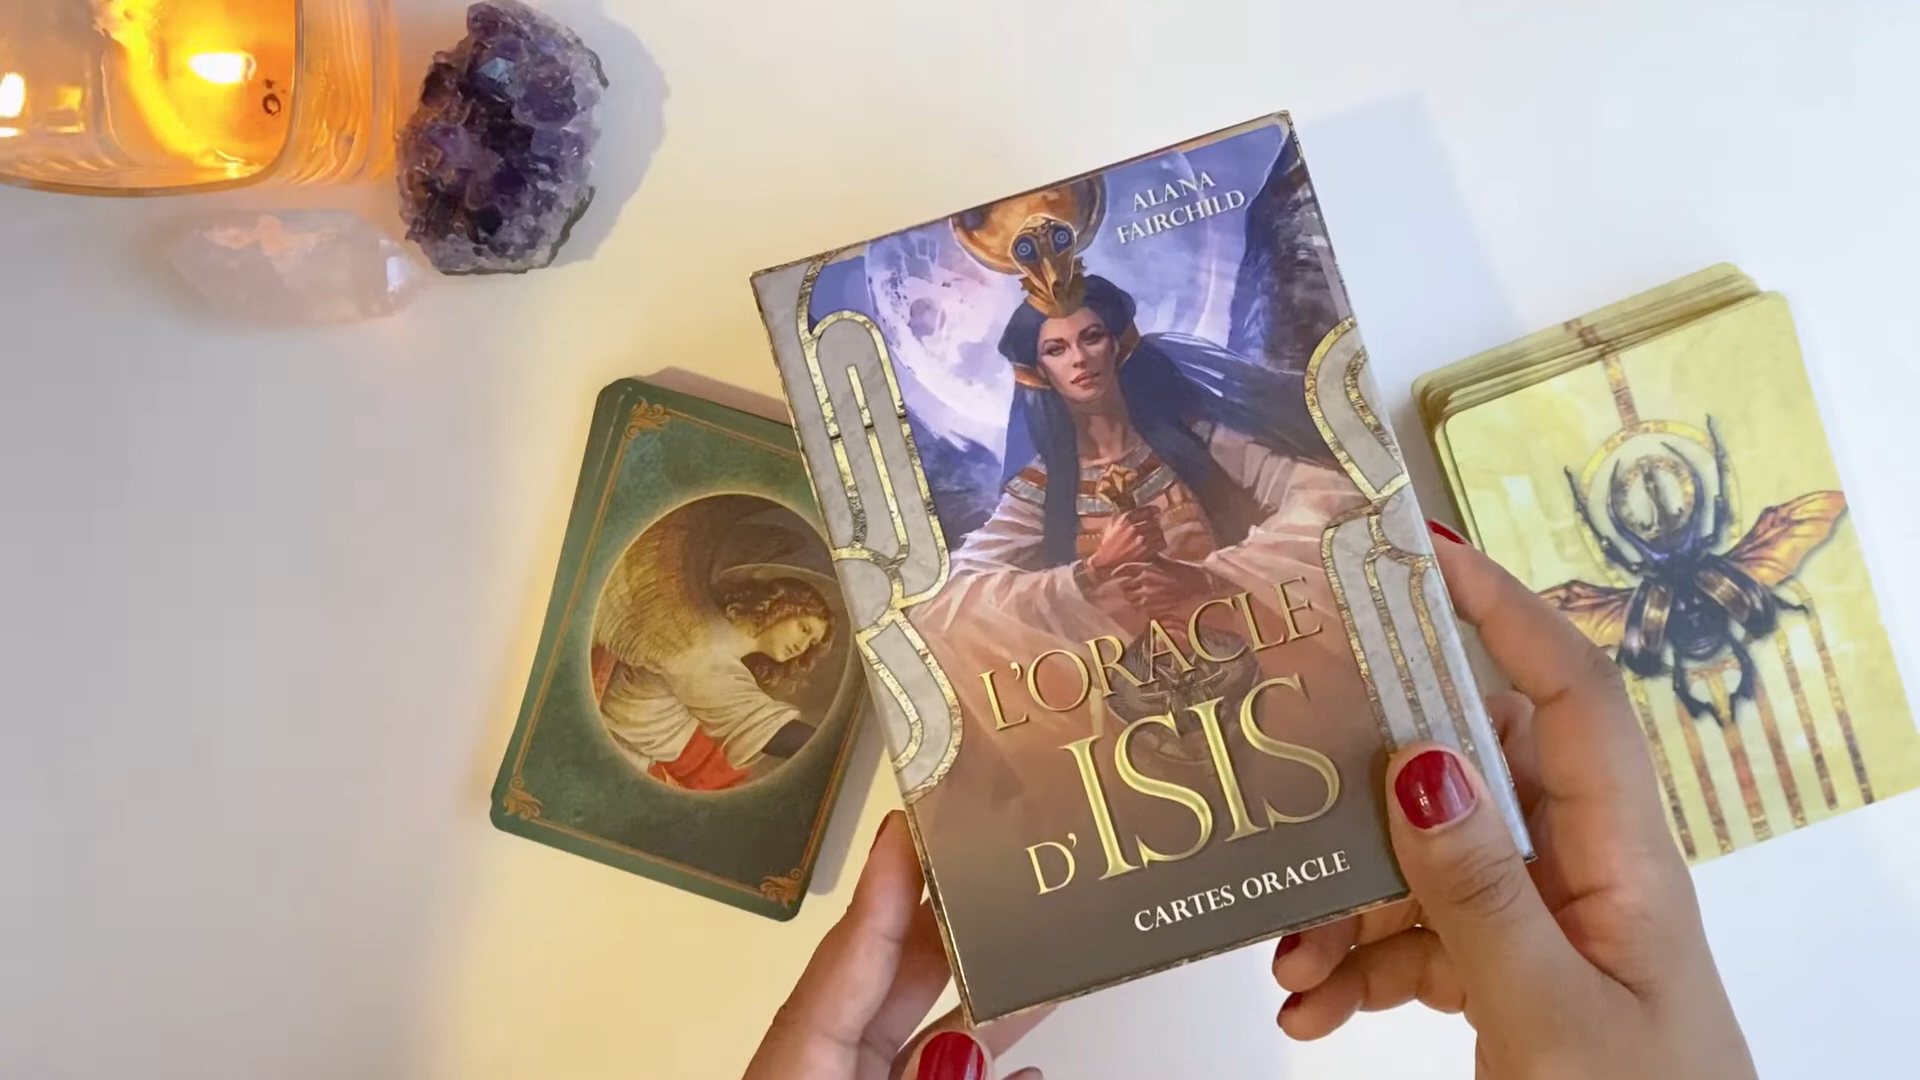 ALANA
FAIRCHILD
L'ORACLE
D'ISIS
CARTES ORACLE